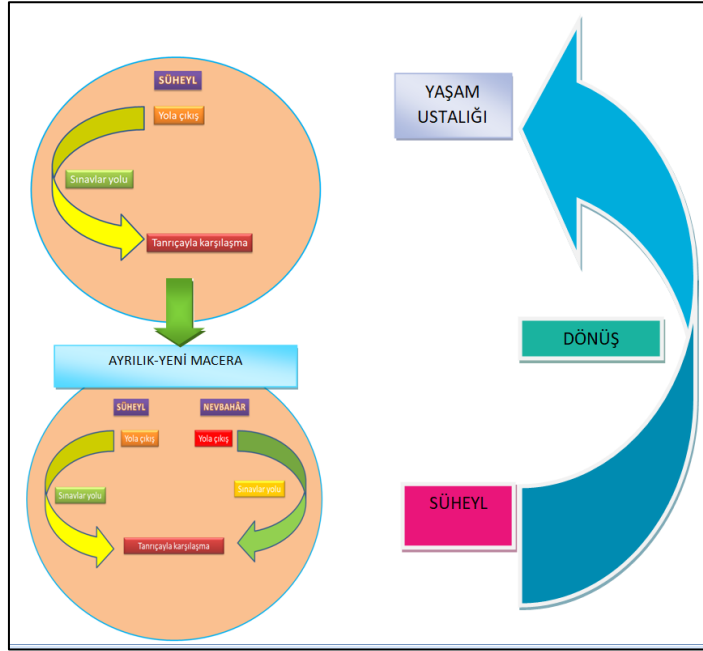 SÜHEYL
Yola çıkış
Sınavlar yolu
Tanrıçayla karşılaşma
AYRILIK-YENİ MACERA
SÜHEYL
NEVBAHÂR
Yola çıkış
Yola çıkış
Sınavlar yolu
Sınavlar yolu
Tanrıçayla karşılaşma
YAŞAM
USTALIĞI
DÖNÜŞ
SÜHEYL